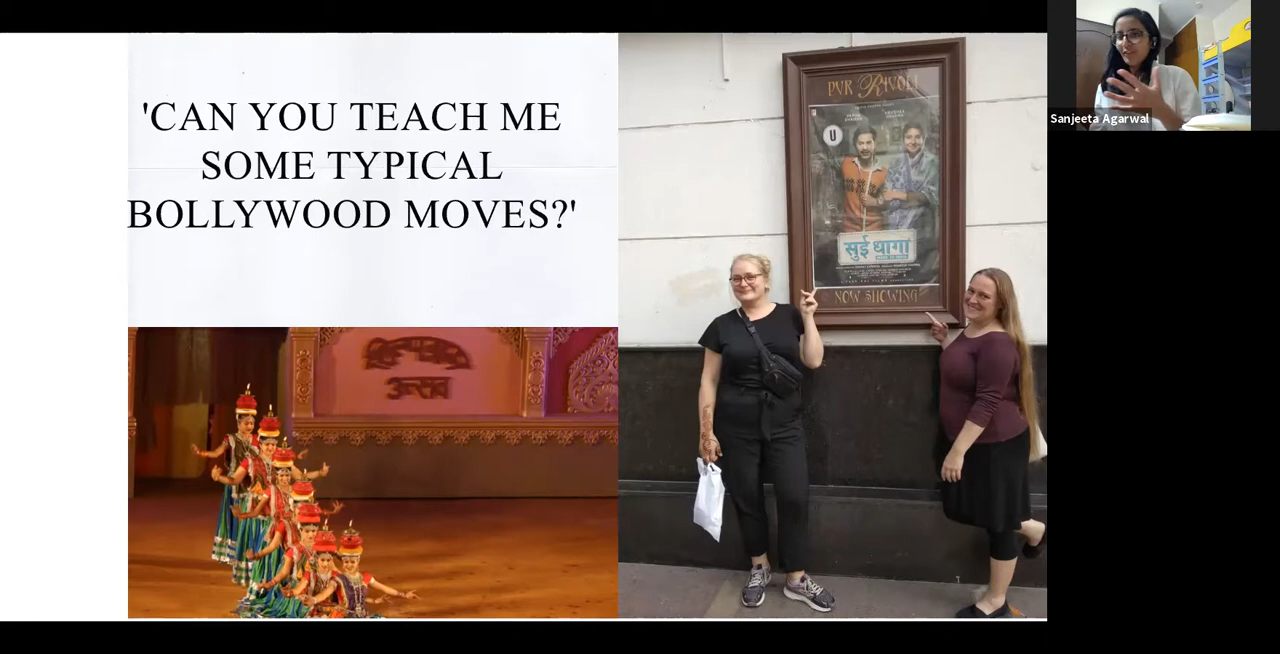 'CAN YOU TEACH ME
SOME TYPICAL
BOLLYWOOD MOVES?'
उत्सव
PVR RIVOLI
U
सुई धागा
NOW SHOWING
Sanjeeta Agarwal